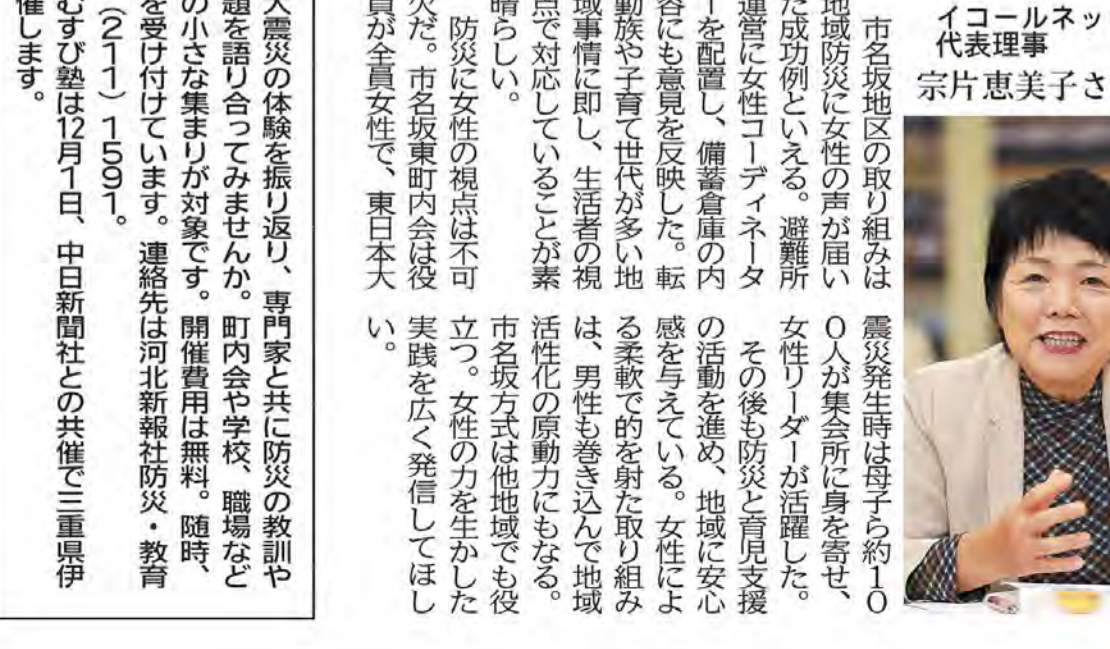 イコールネッ
代表理事
宗片恵美子さ
市名坂地区の取り組みは
地域防災に女性の声が届い
た成功例といえる。避難所
運営に女性コーディネータ
ーを配置し、備蓄倉庫の内
容にも意見を反映した。転
動族や子育て世代が多い地
域事情に即し、生活者の視
点で対応していることが素
晴らしい。
防災に女性の視点は不可
欠だ。市名坂東町内会は役
員が全員女性で、東日本大
震災発生時は母子ら約10
0人が集会所に身を寄せ、
女性リーダーが活躍した。
その後も防災と育児支援
の活動を進め、地域に安心
感を与えている。女性によ
る柔軟で的を射た取り組み
は、男性も巻き込んで地域
活性化の原動力にもなる。
市名坂方式は他地域でも役
立つ。女性の力を生かした
実践を広く発信してほし
い。
大震災の体験を振り返り、専門家と共に防災の教訓や
題を語り合ってみませんか。町内会や学校、職場など
の小さな集まりが対象です。開催費用は無料。随時、
を受け付けています。連絡先は河北新報社防災・教育
(211)1591。
むすび塾は12月1日、中日新聞社との共催で三重県伊
催します。